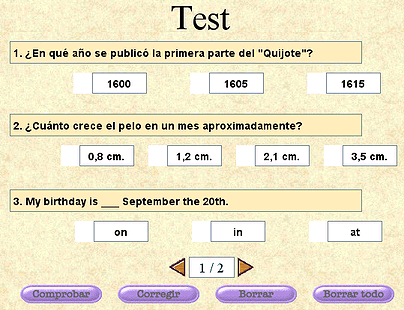 Test
1. ¿En qué año se publicó la primera parte del "Quijote"?
1600 1605 1615
2. ¿Cuánto crece el pelo en un mes aproximadamente?
0,8 cm. 1,2 cm. 2,1 cm. 3,5 cm.
3. My birthday is ___ September the 20th.
on in at
1 / 2
Comprobar Corregir Borrar Borrar todo